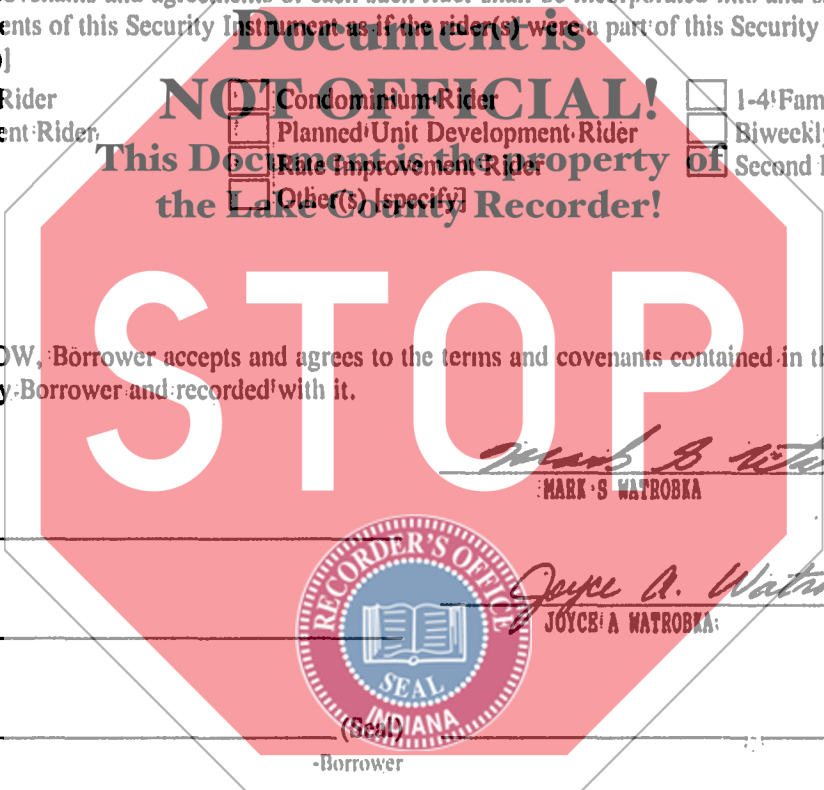 ents of this Security Instrument as if the rider(s) were a part of this Security
Document is
NOT OFFICIAL!
This Document is the property of
the Lake County Recorder!
Rider
Condominium Rider
1-4 Fam
ent Rider
Planned Unit Development Rider
Biweekly
Rate Improvement Rider
Second
Other(s) [specify]
STOP
OW, Borrower accepts and agrees to the terms and covenants contained in th
y Borrower and recorded with it.
MARK S WATROBKA
Joyce A. Watro
JOYCE A WATROBKA
RECORDER'S OFFICE
SEAL
INDIANA
(Seal)
-Borrower